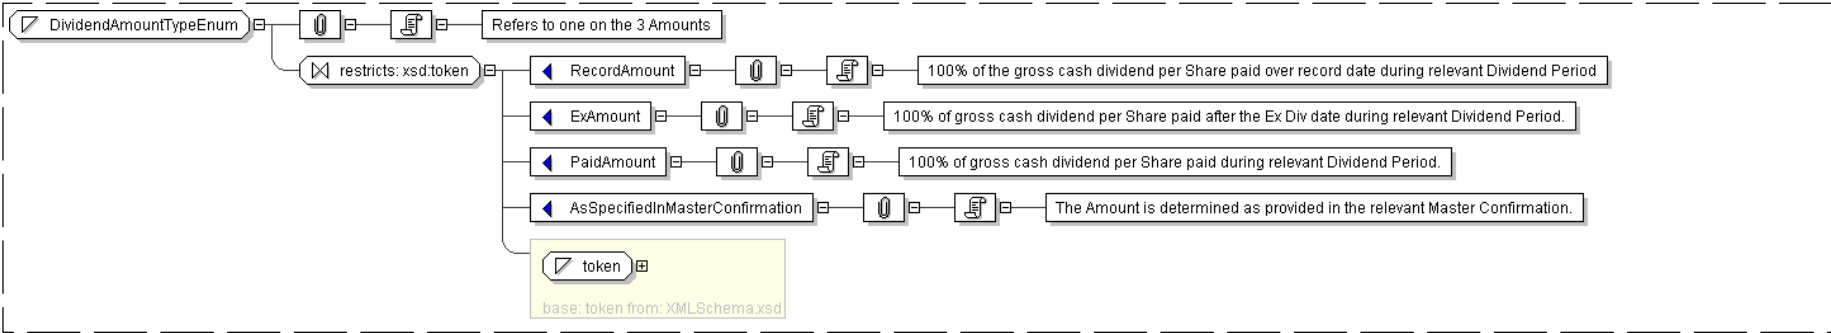 DividendAmountTypeEnum
Refers to one on the 3 Amounts
restricts: xsd:token
RecordAmount
100% of the gross cash dividend per Share paid over record date during relevant Dividend Period
ExAmount
100% of gross cash dividend per Share paid after the Ex Div date during relevant Dividend Period.
PaidAmount
100% of gross cash dividend per Share paid during relevant Dividend Period.
AsSpecifiedInMasterConfirmation
The Amount is determined as provided in the relevant Master Confirmation.
token
base: token from: XMLSchema.xsd